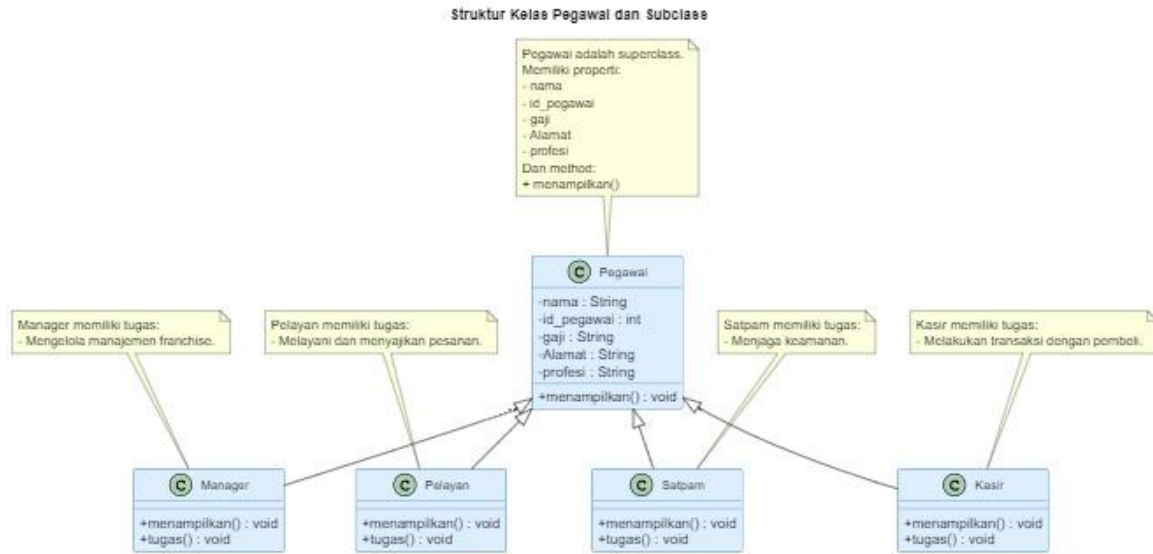 Struktur Kelas Pegawai dan Subclass
Pegawai adalah superclass.
Memiliki properti:
- nama
- id_pegawai
- gaji
- Alamat
- profesi
Dan method:
+ menampilkan()
C Pegawai
-nama : String
-id_pegawai : int
-gaji : String
-Alamat : String
-profesi : String
+menampilkan() : void
Manager memiliki tugas:
- Mengelola manajemen franchise.
Pelayan memiliki tugas:
- Melayani dan menyajikan pesanan.
Satpam memiliki tugas:
- Menjaga keamanan.
Kasir memiliki tugas:
- Melakukan transaksi dengan pembeli.
C Manager
+menampilkan() : void
+tugas() : void
C Pelayan
+menampilkan() : void
+tugas() : void
C Satpam
+menampilkan() : void
+tugas() : void
C Kasir
+menampilkan() : void
+tugas() : void